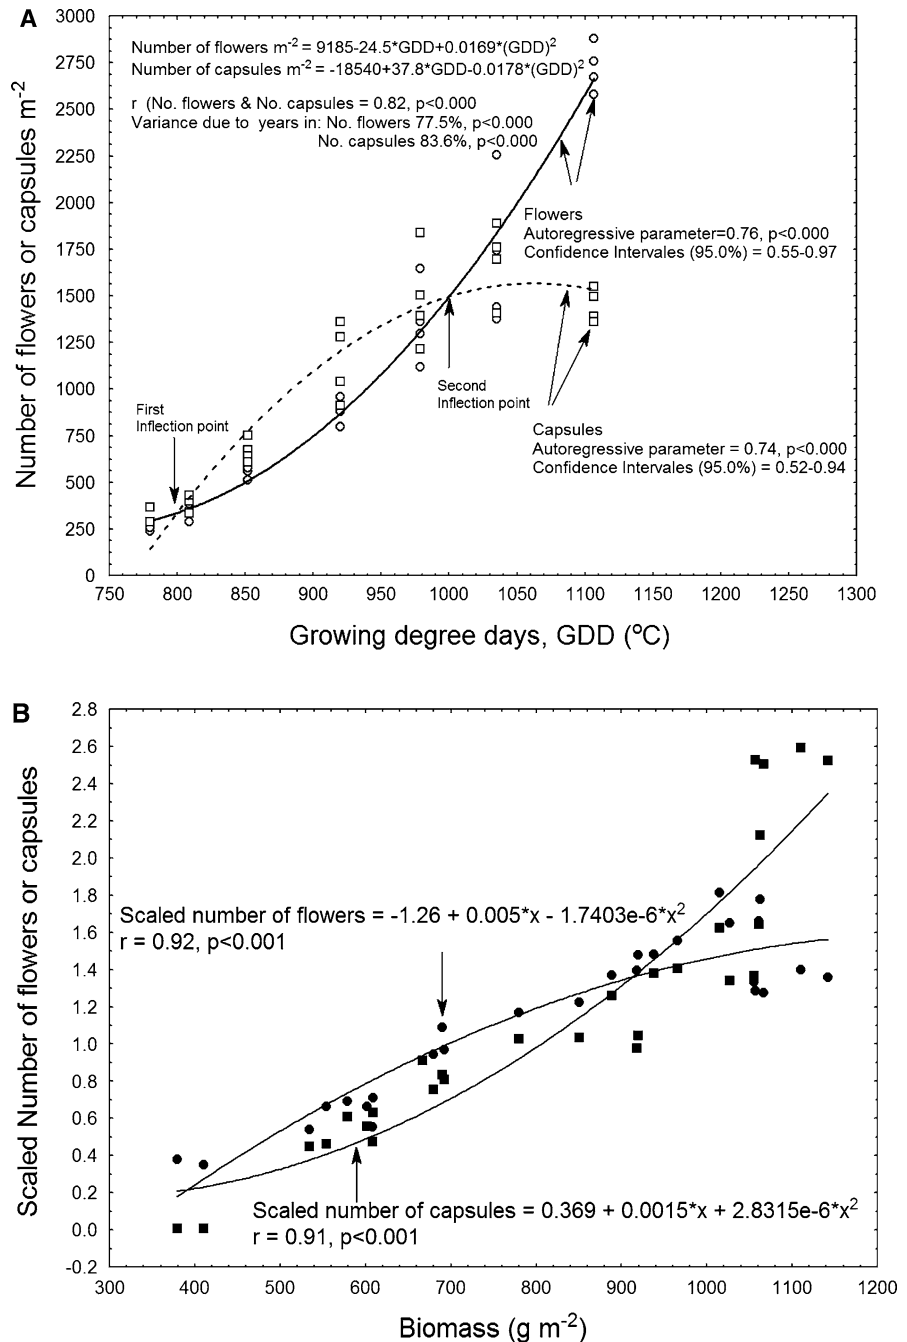 A
Number of flowers m-2 = 9185-24.5*GDD+0.0169*(GDD)2
Number of capsules m-2 = -18540+37.8*GDD-0.0178*(GDD)2
r (No. flowers & No. capsules = 0.82, p<0.000
Variance due to years in: No. flowers 77.5%, p<0.000
No. capsules 83.6%, p<0.000
Flowers
Autoregressive parameter=0.76, p<0.000
Confidence Intervales (95.0%) = 0.55-0.97
First
Inflection point
Second
Inflection point
Capsules
Autoregressive parameter = 0.74, p<0.000
Confidence Intervales (95.0%) = 0.52-0.94
Number of flowers or capsules m-2
3000
2750
2500
2250
2000
1750
1500
1250
1000
750
500
250
0
750 800 850 900 950 1000 1050 1100 1150 1200 1250 1300
Growing degree days, GDD (ºC)
B
Scaled Number of flowers or capsules
2.8
2.6
2.4
2.2
2.0
1.8
1.6
1.4
1.2
1.0
0.8
0.6
0.4
0.2
0.0
-0.2
Scaled number of flowers = -1.26 + 0.005*x - 1.7403e-6*x2
r = 0.92, p<0.001
Scaled number of capsules = 0.369 + 0.0015*x + 2.8315e-6*x2
r = 0.91, p<0.001
300 400 500 600 700 800 900 1000 1100 1200
Biomass (g m-2)